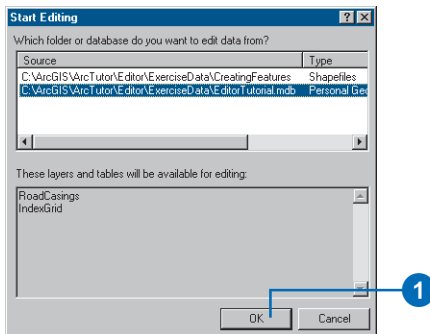 Start Editing
Which folder or database do you want to edit data from?
Source Type
C:\ArcGIS\ArcTutor\Editor\ExerciseData\CreatingFeatures Shapefiles
C:\ArcGIS\ArcTutor\Editor\ExerciseData\EditorTutorial.mdb Personal Geo
These layers and tables will be available for editing:
RoadCasings
IndexGrid
1
OK Cancel